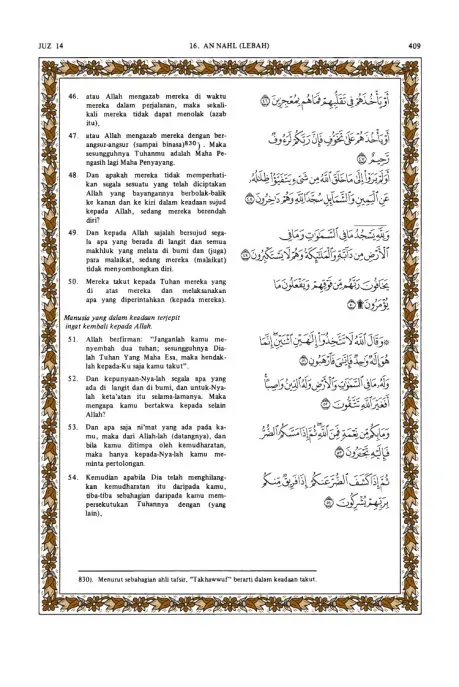 JUZ 14
16. AN NAHL (LEBAH)
409
46. atau Allah mengazab mereka di waktu
mereka dalam perjalanan, maka sekali-
kali mereka tidak dapat menolak (azab
itu),
أَوْ يَأْخُذَهُمْ فِي تَقَلُّبِهِمْ فَمَا هُم بِمُعْجِزِينَ ﴿٤٦﴾
47. atau Allah mengazab mereka dengan ber-
angsur-angsur (sampai binasa)830) . Maka
sesungguhnya Tuhanmu adalah Maha Pe-
ngasih lagi Maha Penyayang.
أَوْ يَأْخُذَهُمْ عَلَىٰ تَخَوُّفٍ فَإِنَّ رَبَّكُمْ لَرَءُوفٌ
رَّحِيمٌ ﴿٤٧﴾
48. Dan apakah mereka tidak memperhati-
kan segala sesuatu yang telah diciptakan
Allah yang bayangannya berbolak-balik
ke kanan dan ke kiri dalam keadaan sujud
kepada Allah, sedang mereka berendah
diri?
أَوَلَمْ يَرَوْا إِلَىٰ مَا خَلَقَ اللَّهُ مِن شَيْءٍ يَتَفَيَّؤُا ظِلَالُهُ
عَنِ الْيَمِينِ وَالشَّمَائِلِ سُجَّدًا لِّلَّهِ وَهُمْ دَاخِرُونَ ﴿٤٨﴾
49. Dan kepada Allah sajalah bersujud sega-
la apa yang berada di langit dan semua
makhluk yang melata di bumi dan (juga)
para malaikat, sedang mereka (malaikat)
tidak menyombongkan diri.
وَلِلَّهِ يَسْجُدُ مَا فِي السَّمَاوَاتِ وَمَا فِي
الْأَرْضِ مِن دَابَّةٍ وَالْمَلَائِكَةُ وَهُمْ لَا يَسْتَكْبِرُونَ ﴿٤٩﴾
50. Mereka takut kepada Tuhan mereka yang
di atas mereka dan melaksanakan
apa yang diperintahkan (kepada mereka).
يَخَافُونَ رَبَّهُم مِّن فَوْقِهِمْ وَيَفْعَلُونَ مَا
يُؤْمَرُونَ ۩ ﴿٥٠﴾
Manusia yang dalam keadaan terjepit
ingat kembali kepada Allah.
51. Allah berfirman: "Janganlah kamu me-
nyembah dua tuhan; sesungguhnya Dia-
lah Tuhan Yang Maha Esa, maka hendak-
lah kepada-Ku saja kamu takut".
۞ وَقَالَ اللَّهُ لَا تَتَّخِذُوا إِلَٰهَيْنِ اثْنَيْنِ إِنَّمَا
هُوَ إِلَٰهٌ وَاحِدٌ فَإِيَّايَ فَارْهَبُونِ ﴿٥١﴾
52. Dan kepunyaan-Nya-lah segala apa yang
ada di langit dan di bumi, dan untuk-Nya-
lah keta'atan itu selama-lamanya. Maka
mengapa kamu bertakwa kepada selain
Allah?
وَلَهُ مَا فِي السَّمَاوَاتِ وَالْأَرْضِ وَلَهُ الدِّينُ وَاصِبًا
أَفَغَيْرَ اللَّهِ تَتَّقُونَ ﴿٥٢﴾
53. Dan apa saja ni'mat yang ada pada ka-
mu, maka dari Allah-lah (datangnya), dan
bila kamu ditimpa oleh kemudharatan,
maka hanya kepada-Nya-lah kamu me-
minta pertolongan.
وَمَا بِكُم مِّن نِّعْمَةٍ فَمِنَ اللَّهِ ثُمَّ إِذَا مَسَّكُمُ الضُّرُّ
فَإِلَيْهِ تَجْأَرُونَ ﴿٥٣﴾
54. Kemudian apabila Dia telah menghilang-
kan kemudharatan itu daripada kamu,
tiba-tiba sebahagian daripada kamu mem-
persekutukan Tuhannya dengan (yang
lain),
ثُمَّ إِذَا كَشَفَ الضُّرَّ عَنكُمْ إِذَا فَرِيقٌ مِّنكُم
بِرَبِّهِمْ يُشْرِكُونَ ﴿٥٤﴾
830). Menurut sebahagian ahli tafsir, "Takhawwuf" berarti dalam keadaan takut.